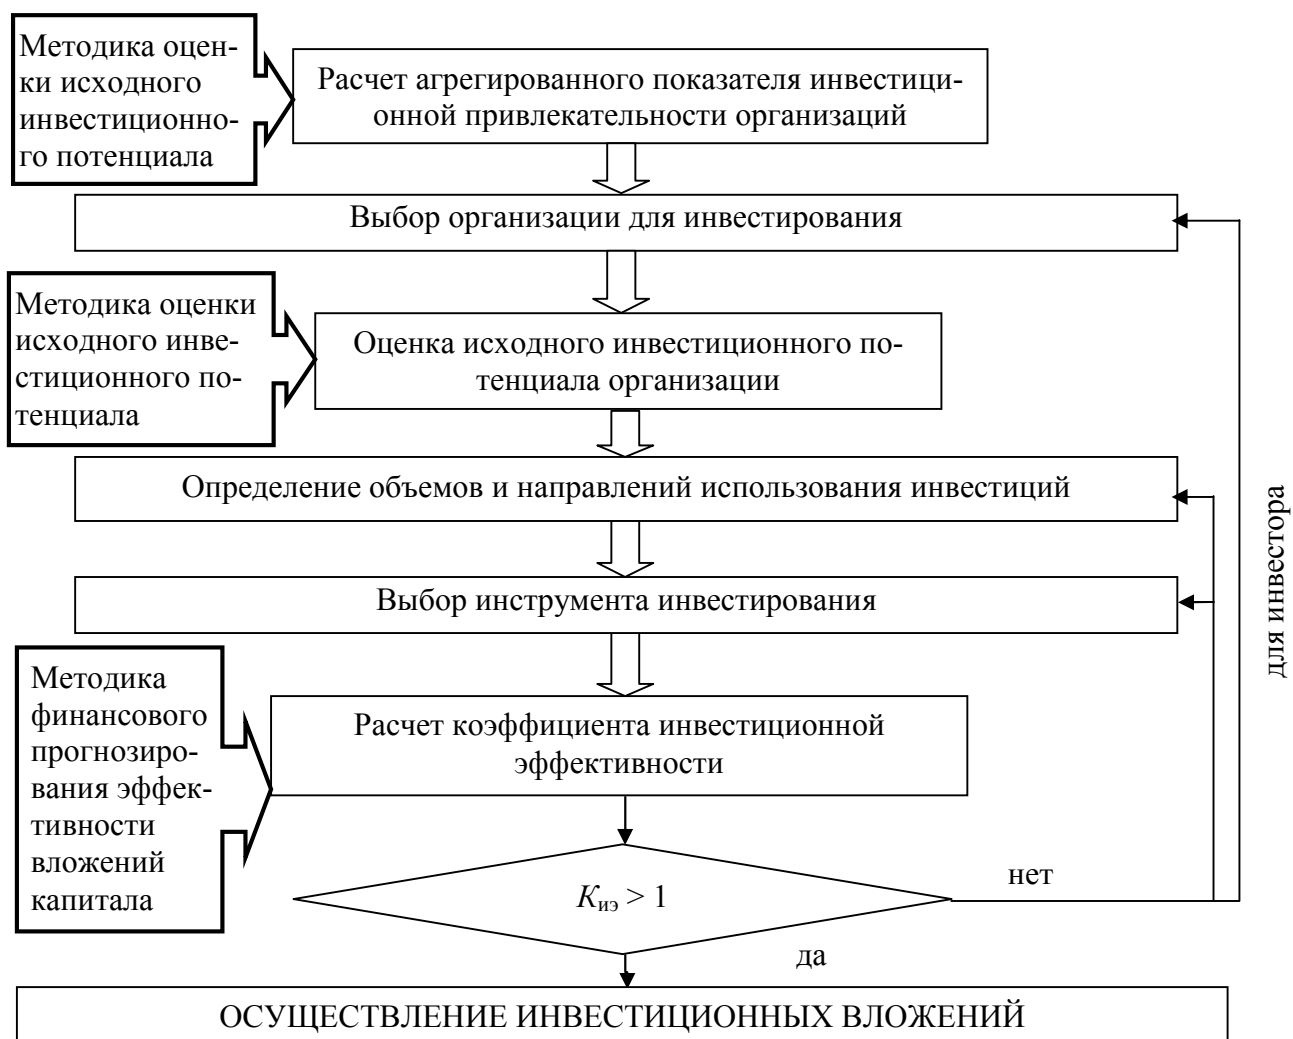 Методика оцен-
ки исходного
инвестиционно-
го потенциала
Расчет агрегированного показателя инвестици-
онной привлекательности организаций
Выбор организации для инвестирования
Методика оценки
исходного инве-
стиционного по-
тенциала
Оценка исходного инвестиционного по-
тенциала организации
Определение объемов и направлений использования инвестиций
Выбор инструмента инвестирования
для инвестора
Методика
финансового
прогнозиро-
вания эффек-
тивности
вложений
капитала
Расчет коэффициента инвестиционной
эффективности
Kиэ > 1
нет
да
ОСУЩЕСТВЛЕНИЕ ИНВЕСТИЦИОННЫХ ВЛОЖЕНИЙ